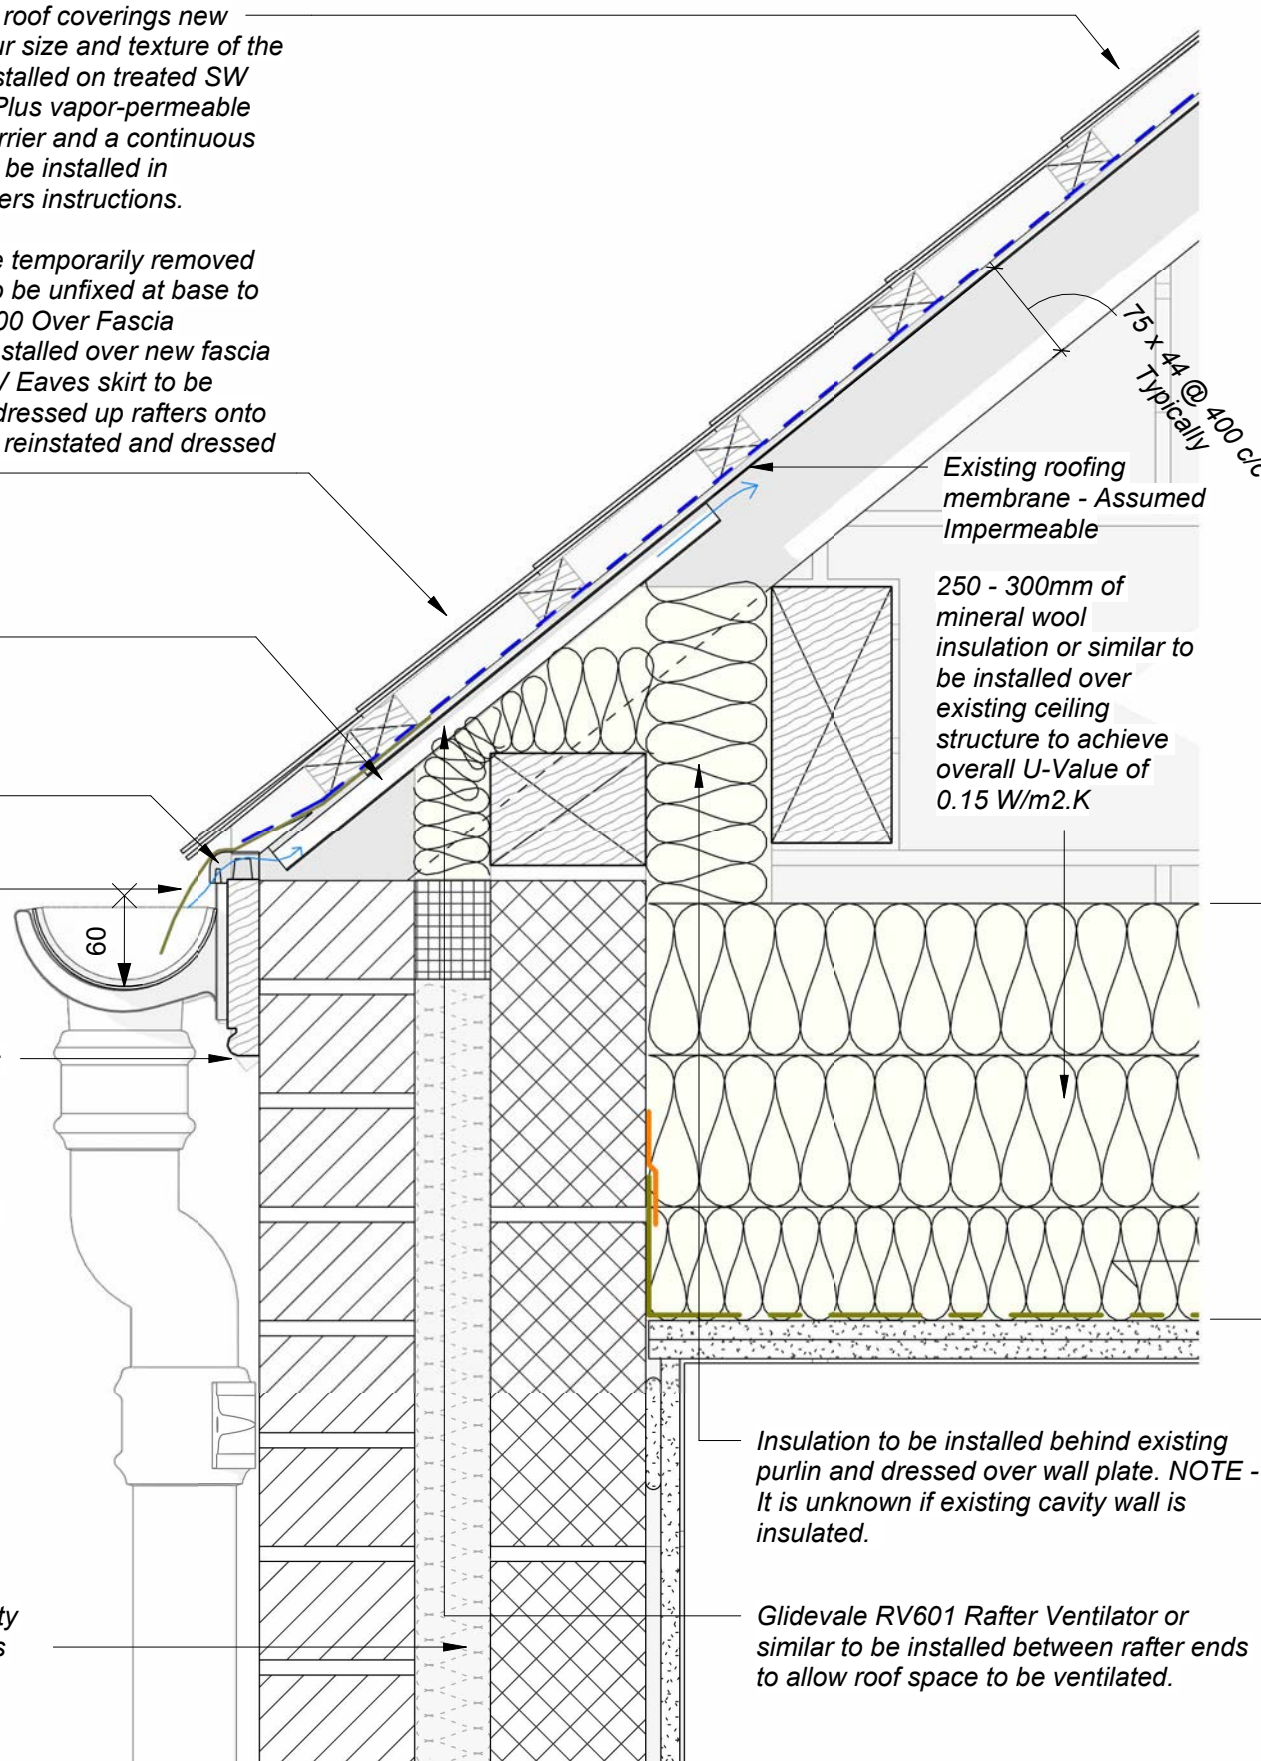 roof coverings new
ur size and texture of the
stalled on treated SW
Plus vapor-permeable
rrier and a continuous
be installed in
ers instructions.
e temporarily removed
o be unfixed at base to
00 Over Fascia
stalled over new fascia
/ Eaves skirt to be
dressed up rafters onto
reinstated and dressed
75 x 44 @ 400 c/c
Typically
Existing roofing
membrane - Assumed
Impermeable
250 - 300mm of
mineral wool
insulation or similar to
be installed over
existing ceiling
structure to achieve
overall U-Value of
0.15 W/m2.K
60
Insulation to be installed behind existing
purlin and dressed over wall plate. NOTE -
It is unknown if existing cavity wall is
insulated.
ty
s
Glidevale RV601 Rafter Ventilator or
similar to be installed between rafter ends
to allow roof space to be ventilated.